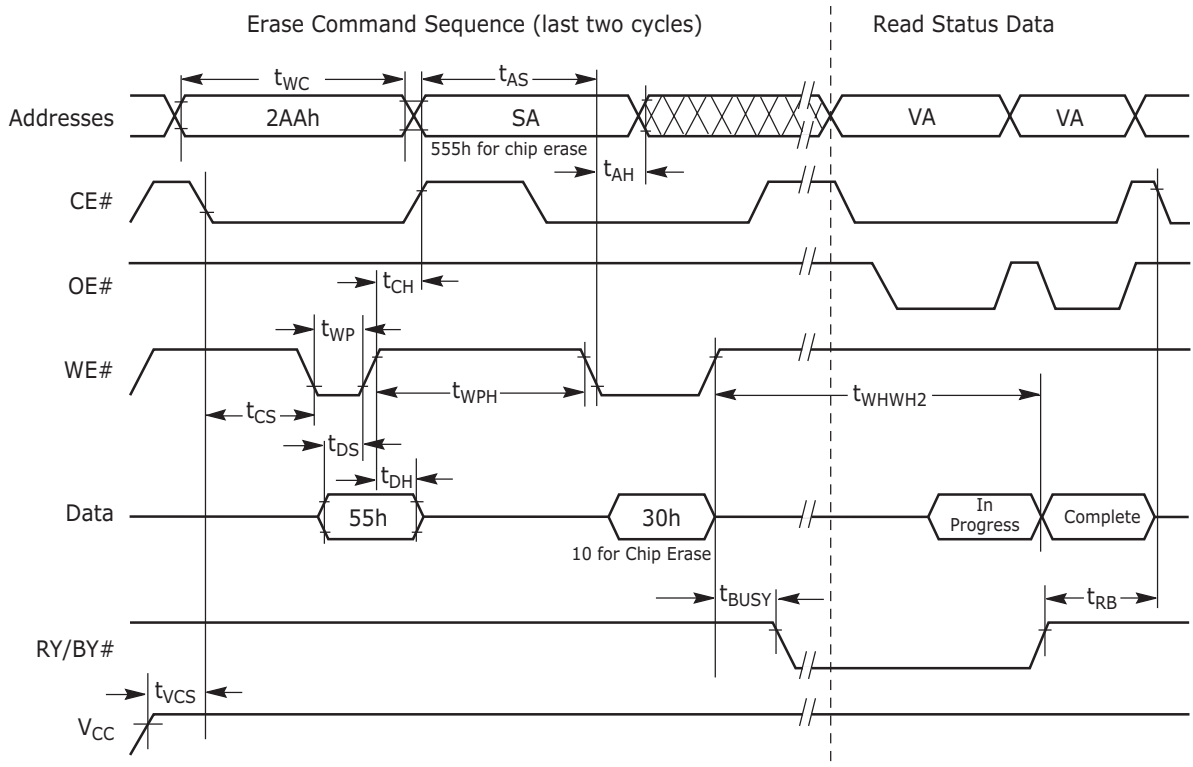 Erase Command Sequence (last two cycles)
Read Status Data
tWC
tAS
Addresses
2AAh
SA
VA
VA
555h for chip erase
tAH
CE#
OE#
tCH
tWP
WE#
tWPH
tWHWH2
tCS
tDS
tDH
Data
55h
30h
In
Progress
Complete
10 for Chip Erase
tBUSY
tRB
RY/BY#
tVCS
VCC